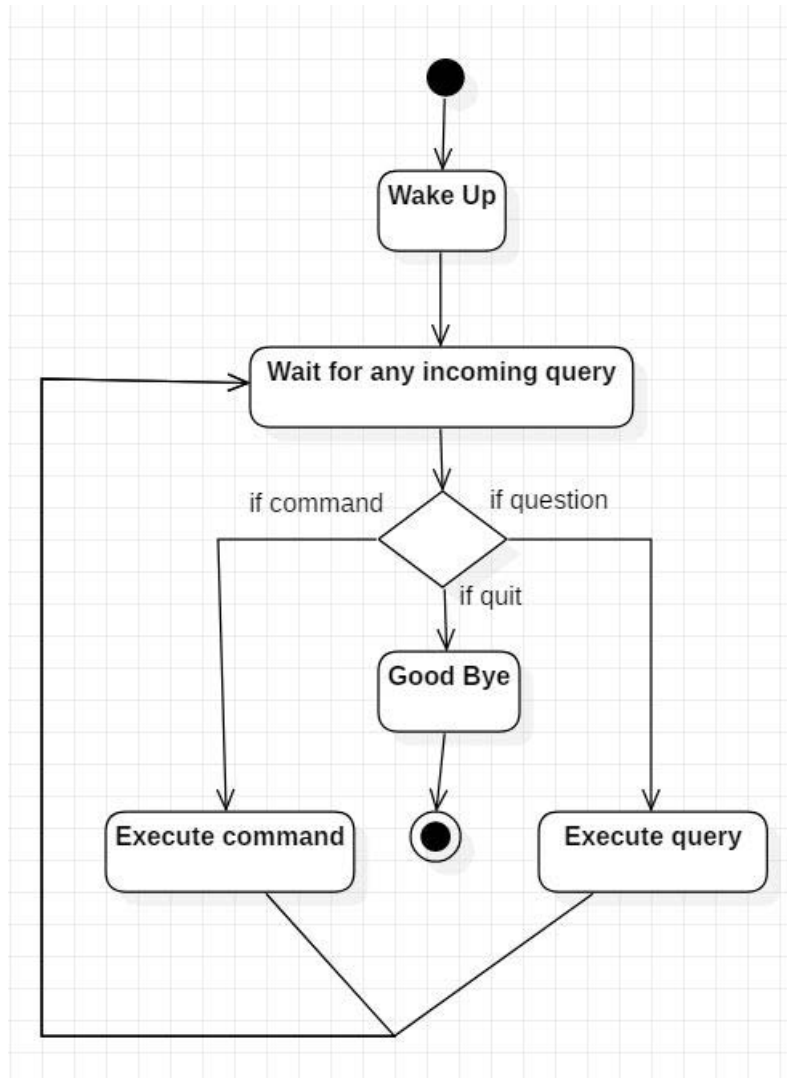 Wake Up
Wait for any incoming query
if command
if question
if quit
Good Bye
Execute command
Execute query